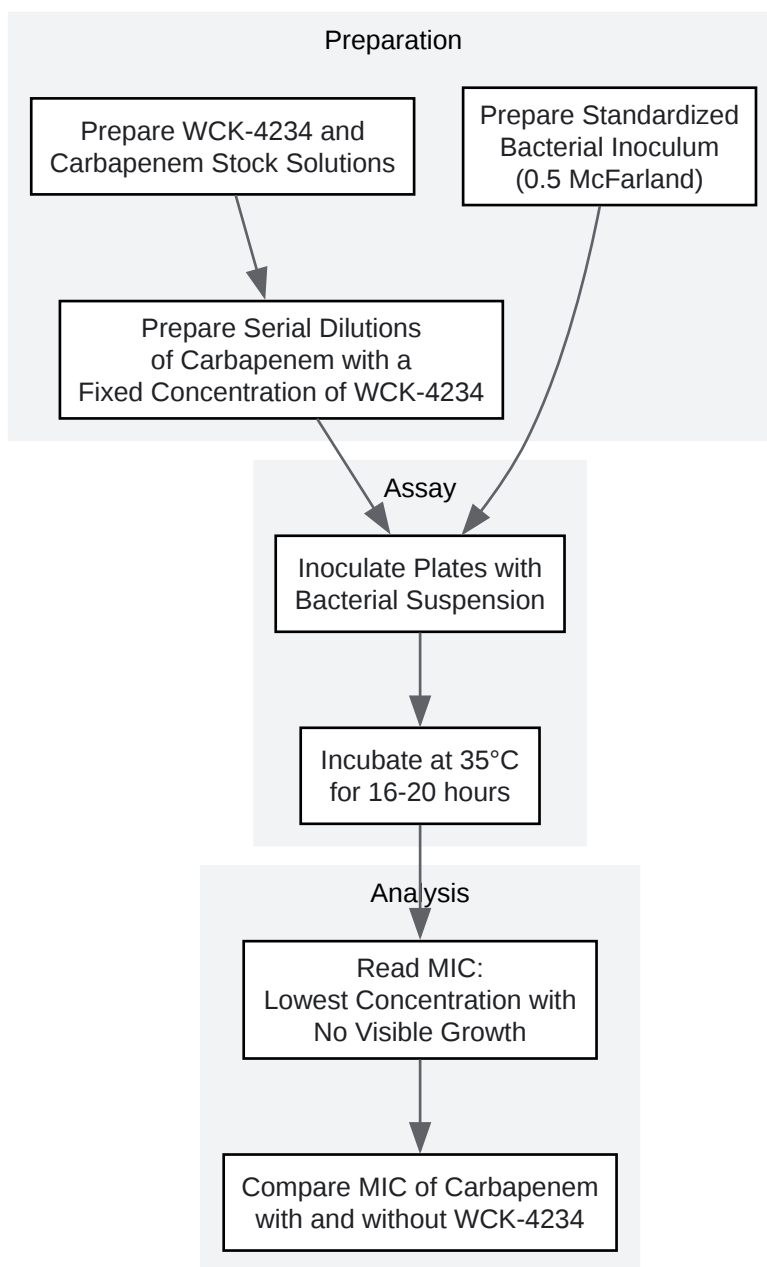 Preparation
Prepare WCK-4234 and
Carbapenem Stock Solutions
Prepare Standardized
Bacterial Inoculum
(0.5 McFarland)
Prepare Serial Dilutions
of Carbapenem with a
Fixed Concentration of WCK-4234
Assay
Inoculate Plates with
Bacterial Suspension
Incubate at 35°C
for 16-20 hours
Analysis
Read MIC:
Lowest Concentration with
No Visible Growth
Compare MIC of Carbapenem
with and without WCK-4234